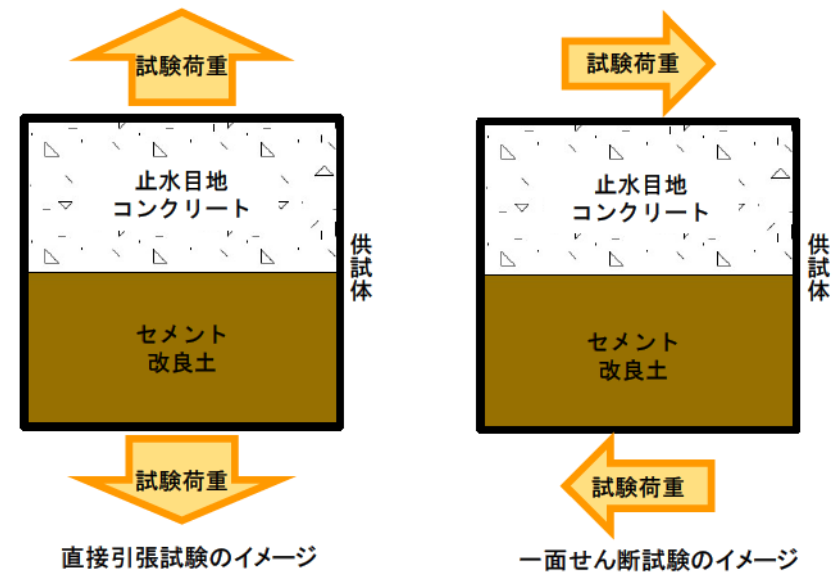 試験荷重
止水目地
コンクリート
セメント
改良土
供試体
試験荷重
直接引張試験のイメージ
試験荷重
止水目地
コンクリート
セメント
改良土
供試体
試験荷重
一面せん断試験のイメージ